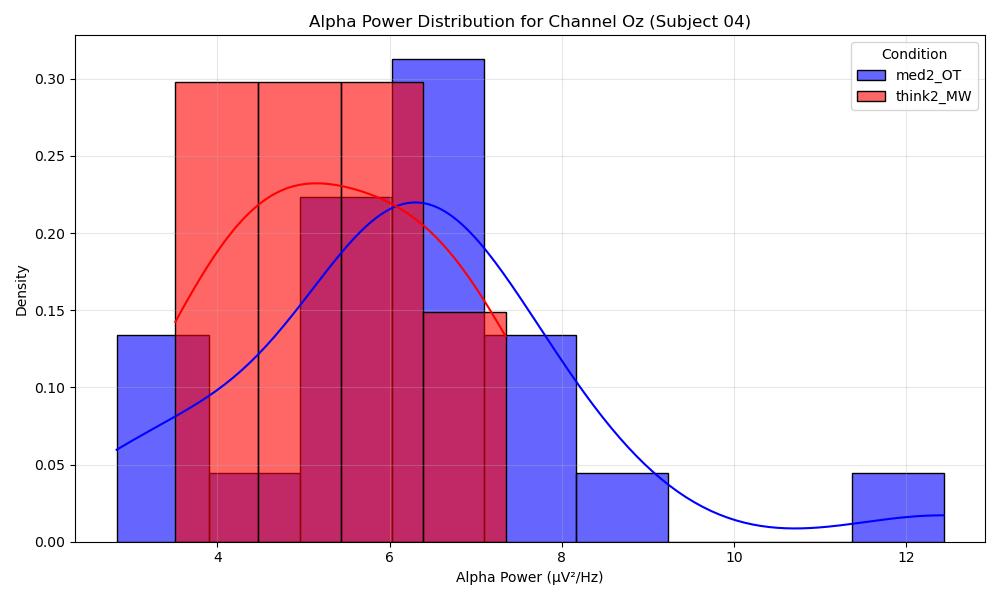 Alpha Power Distribution for Channel Oz (Subject 04)
Condition
med2_OT
think2_MW
Density
0.30
0.25
0.20
0.15
0.10
0.05
0.00
4 6 8 10 12
Alpha Power (μV²/Hz)